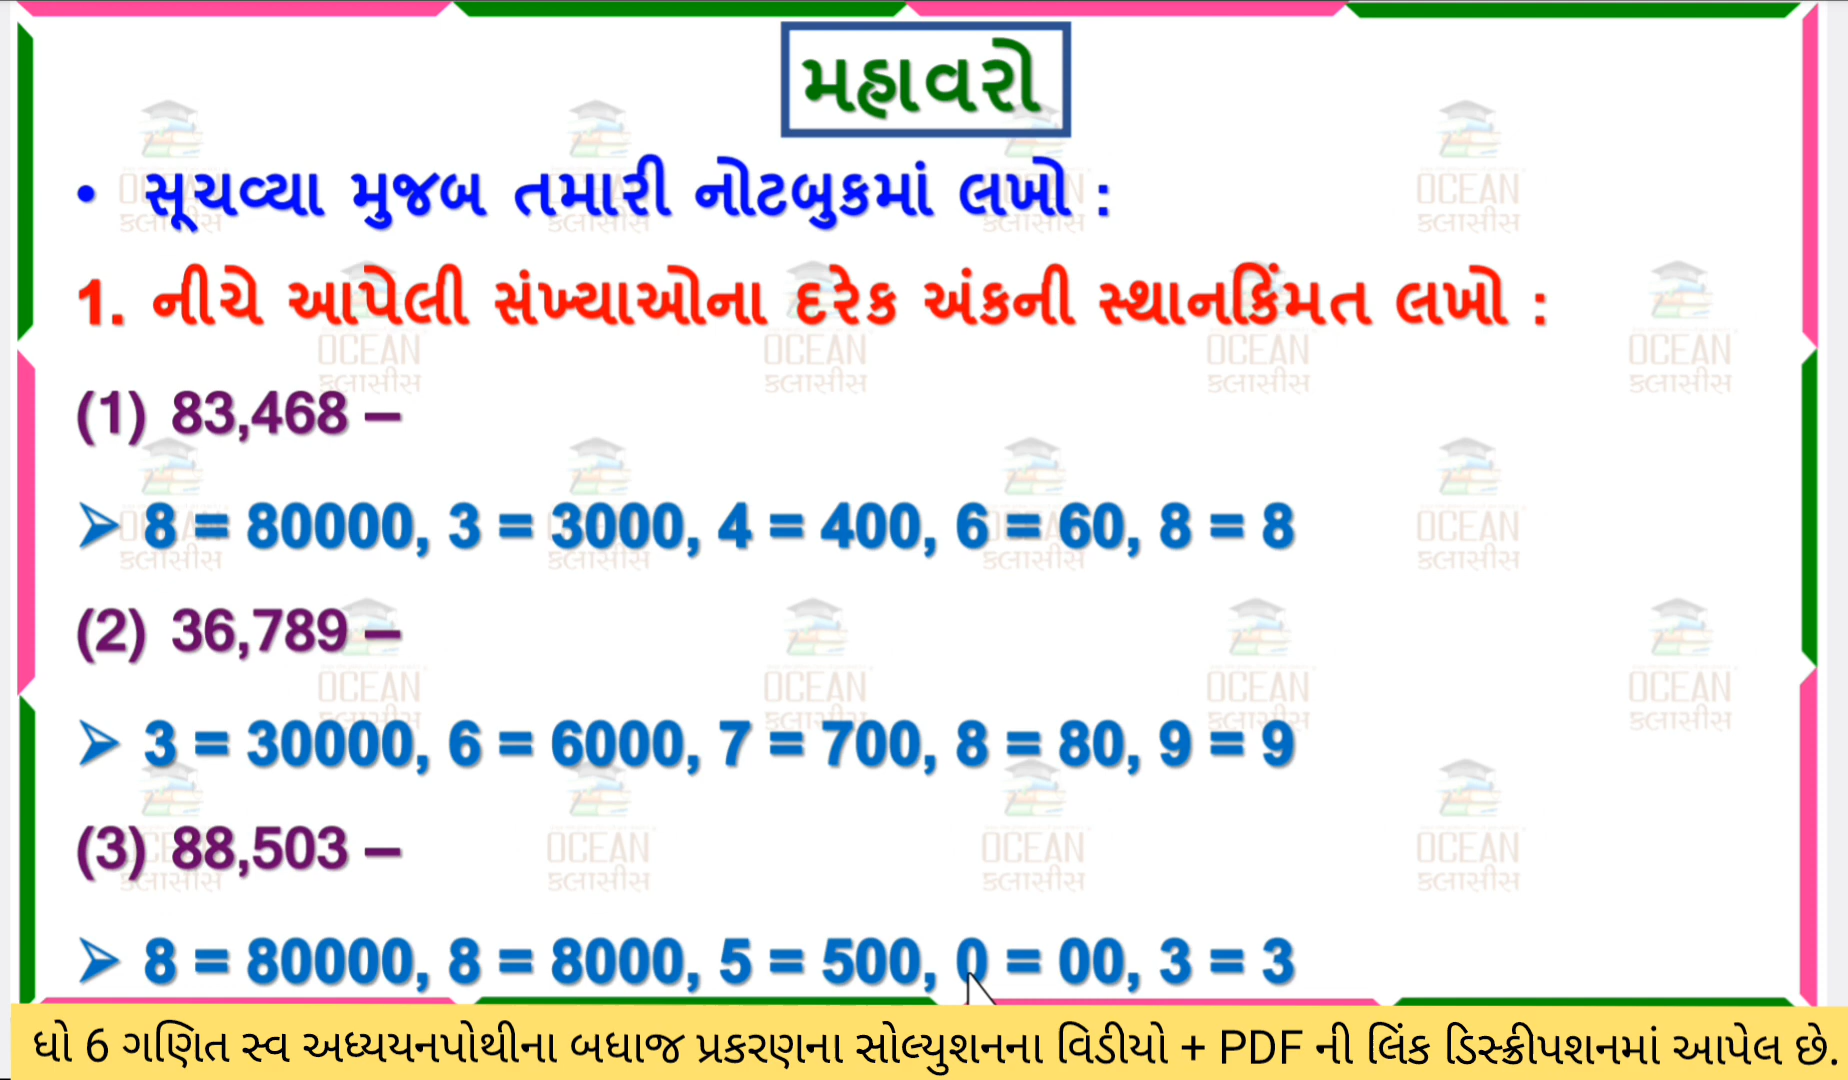 મહાવરો
• સૂચવ્યા મુજબ તમારી નોટબુકમાં લખો :
1. નીચે આપેલી સંખ્યાઓના દરેક અંકની સ્થાનકિંમત લખો :
(1) 83,468 –
➢ 8 = 80000, 3 = 3000, 4 = 400, 6 = 60, 8 = 8
(2) 36,789 –
➢ 3 = 30000, 6 = 6000, 7 = 700, 8 = 80, 9 = 9
(3) 88,503 –
➢ 8 = 80000, 8 = 8000, 5 = 500, 0 = 00, 3 = 3
ધો 6 ગણિત સ્વ અધ્યયનપોથીના બધાજ પ્રકરણના સોલ્યુશનના વિડીયો + PDF ની લિંક ડિસ્ક્રીપશનમાં આપેલ છે.
OCEAN
ક્લાસીસ